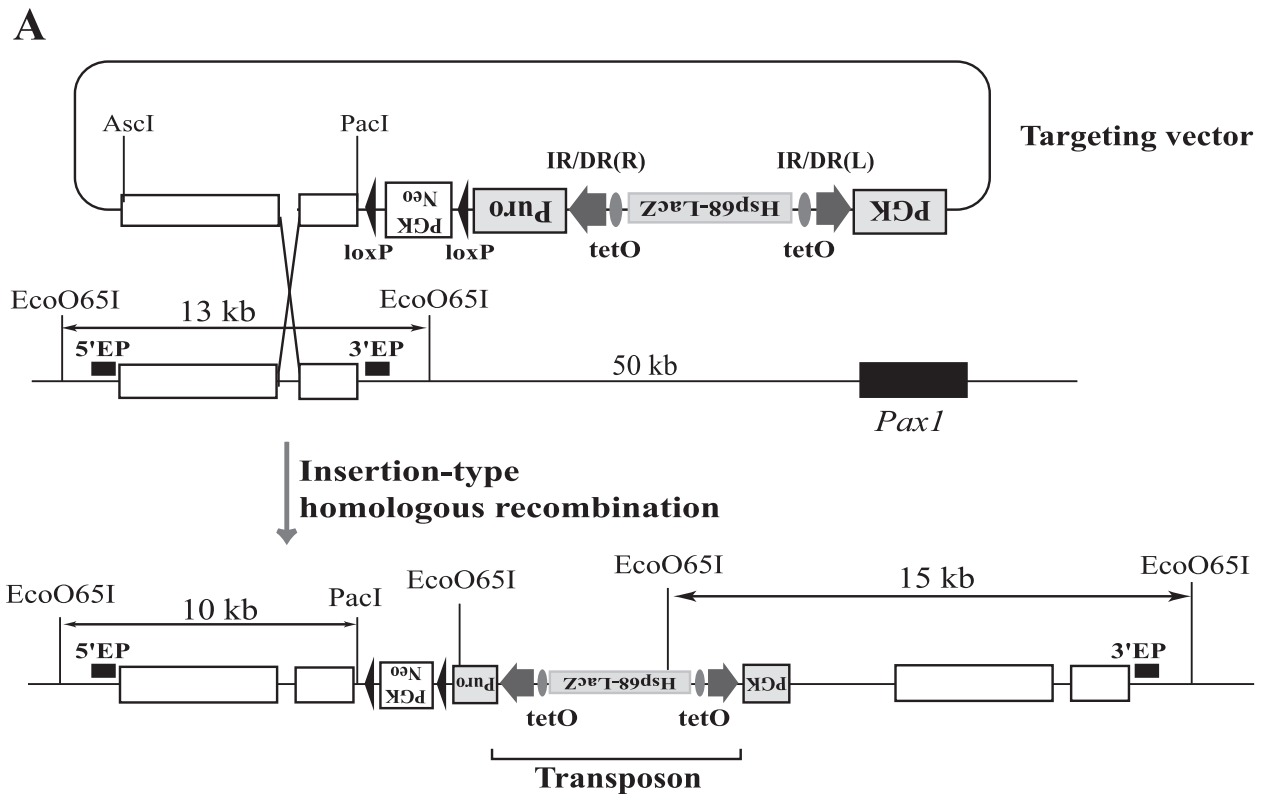 A
Targeting vector
AscI
PacI
IR/DR(R)
IR/DR(L)
PGK
Neo
Puro
Hsp68-LacZ
PGK
loxP
loxP
tetO
tetO
EcoO65I
EcoO65I
13 kb
5'EP
3'EP
50 kb
Pax1
Insertion-type
homologous recombination
EcoO65I
PacI
EcoO65I
EcoO65I
EcoO65I
10 kb
15 kb
5'EP
3'EP
PGK
Neo
Puro
Hsp68-LacZ
PGK
tetO
tetO
Transposon